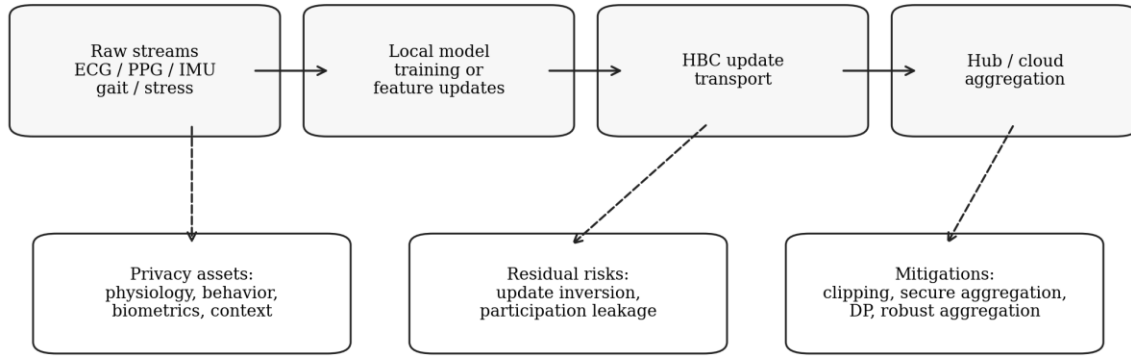 Raw streams
ECG / PPG / IMU
gait / stress
Local model
training or
feature updates
HBC update
transport
Hub / cloud
aggregation
Privacy assets:
physiology, behavior,
biometrics, context
Residual risks:
update inversion,
participation leakage
Mitigations:
clipping, secure aggregation,
DP, robust aggregation